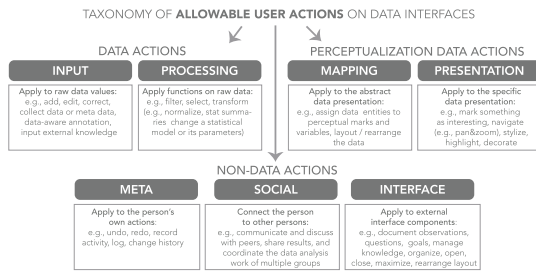 TAXONOMY OF ALLOWABLE USER ACTIONS ON DATA INTERFACES
DATA ACTIONS
INPUT
Apply to raw data values:
e.g., add, edit, correct,
collect data or meta data,
data-aware annotation,
input external knowledge
PROCESSING
Apply functions on raw data:
e.g., filter, select, transform
(e.g., normalize, stat summa-
ries change a statistical
model or its parameters)
PERCEPTUALIZATION DATA ACTIONS
MAPPING
Apply to the abstract
data presentation:
e.g., assign data entities to
perceptual marks and
variables, layout / rearrange
the data
PRESENTATION
Apply to the specific
data presentation:
e.g., mark something
as interesting, navigate
(e.g., pan&zoom), stylize,
highlight, decorate
NON-DATA ACTIONS
META
Apply to the person's
own actions:
e.g., undo, redo, record
activity, log, change history
SOCIAL
Connect the person
to other persons:
e.g., communicate and discuss
with peers, share results, and
coordinate the data analysis
work of multiple groups
INTERFACE
Apply to external
interface components:
e.g., document observations,
questions, goals, manage
knowledge, organize, open,
close, maximize, rearrange layout